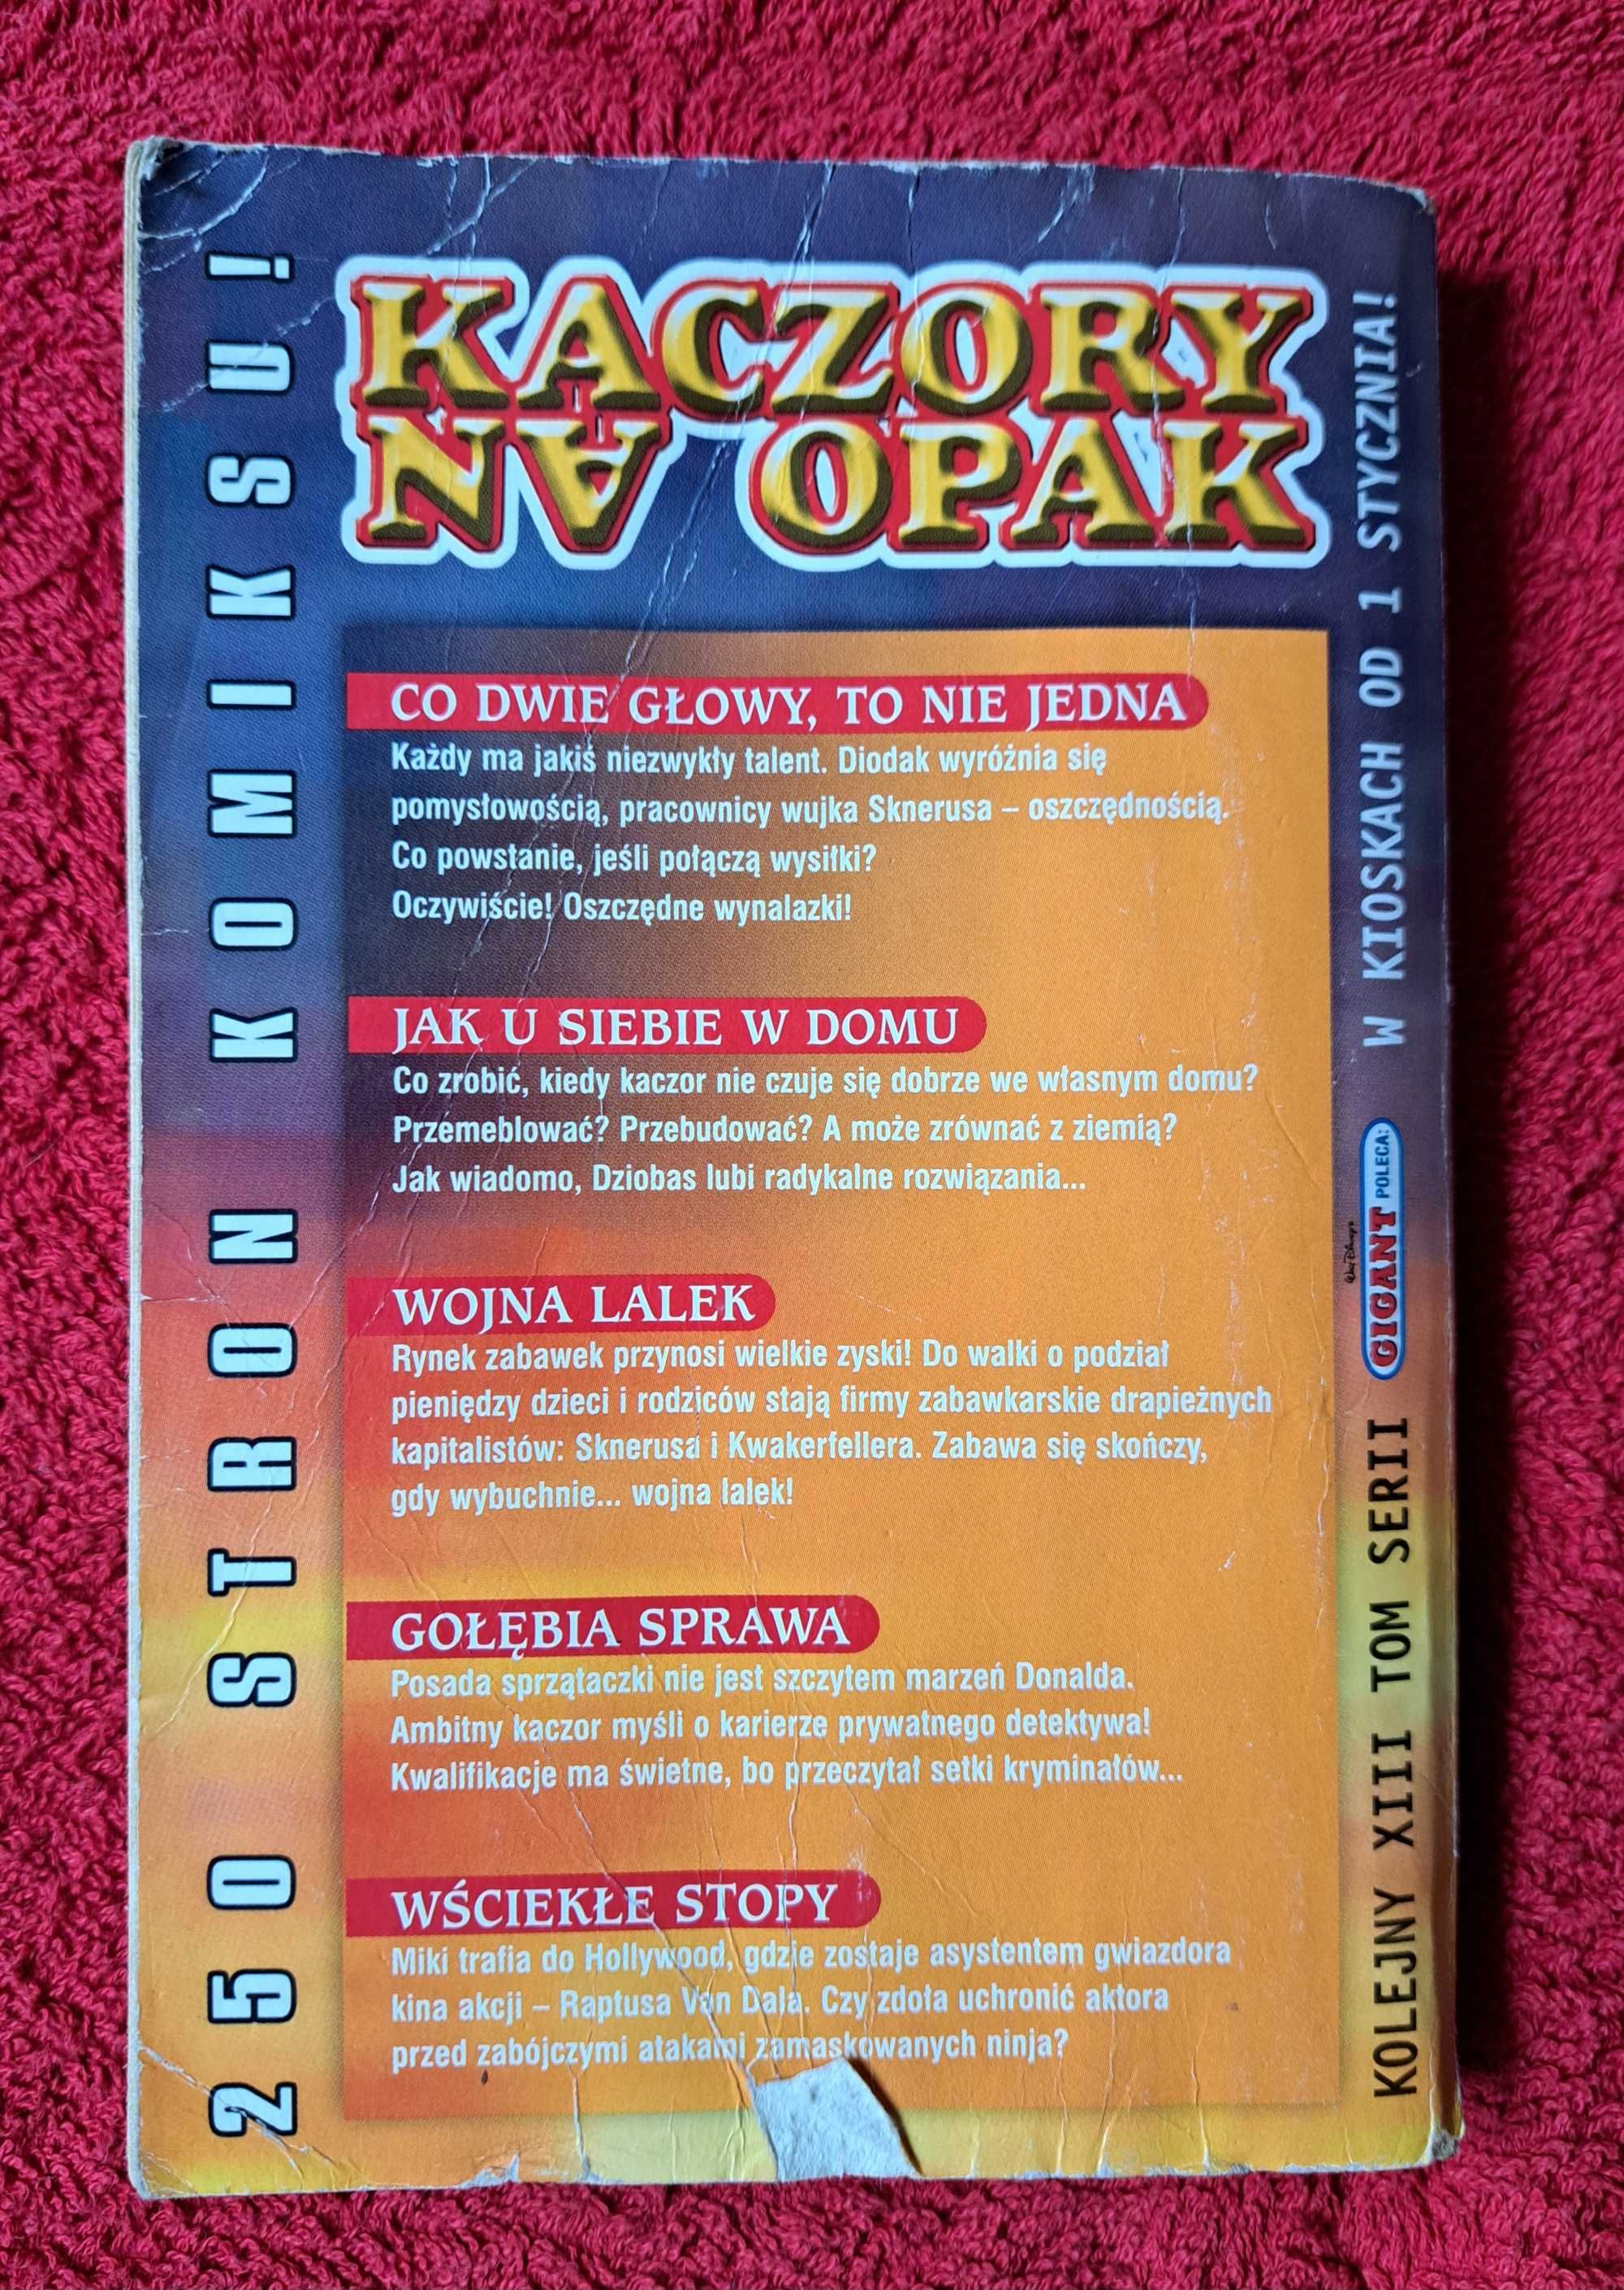 250 STRON KOMIKSU!
KACZORY
NA OPAK
CO DWIE GŁOWY, TO NIE JEDNA
Każdy ma jakiś niezwykły talent. Diodak wyróżnia się
pomysłowością, pracownicy wujka Sknerusa – oszczędnością.
Co powstanie, jeśli połączą wysiłki?
Oczywiście! Oszczędne wynalazki!
JAK U SIEBIE W DOMU
Co zrobić, kiedy kaczor nie czuje się dobrze we własnym domu?
Przemeblować? Przebudować? A może zrównać z ziemią?
Jak wiadomo, Dziobas lubi radykalne rozwiązania...
WOJNA LALEK
Rynek zabawek przynosi wielkie zyski! Do walki o podział
pieniędzy dzieci i rodziców stają firmy zabawkarskie drapieżnych
kapitalistów: Sknerusa i Kwakerfellera. Zabawa się skończy,
gdy wybuchnie... wojna lalek!
GOŁĘBIA SPRAWA
Posada sprzątaczki nie jest szczytem marzeń Donalda.
Ambitny kaczor myśli o karierze prywatnego detektywa!
Kwalifikacje ma świetne, bo przeczytał setki kryminałów...
WŚCIEKŁE STOPY
Miki trafia do Hollywood, gdzie zostaje asystentem gwiazdora
kina akcji – Raptusa Van Dala. Czy zdoła uchronić aktora
przed zabójczymi atakami zamaskowanych ninja?
KOLEJNY XIII TOM SERII Walt Disney's GIGANT POLECA: W KIOSKACH OD 1 STYCZNIA!